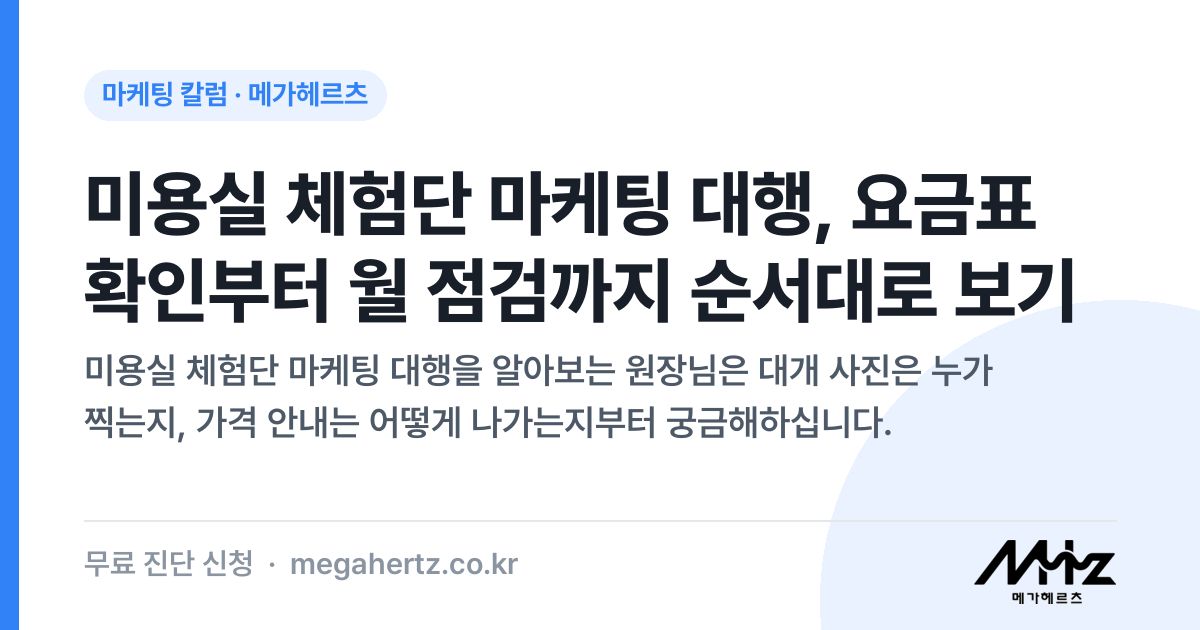 마케팅 칼럼 · 메가헤르츠
미용실 체험단 마케팅 대행, 요금표
확인부터 월 점검까지 순서대로 보기
미용실 체험단 마케팅 대행을 알아보는 원장님은 대개 사진은 누가
찍는지, 가격 안내는 어떻게 나가는지부터 궁금해하십니다.
무료 진단 신청 · megahertz.co.kr
MHz
메가헤르츠